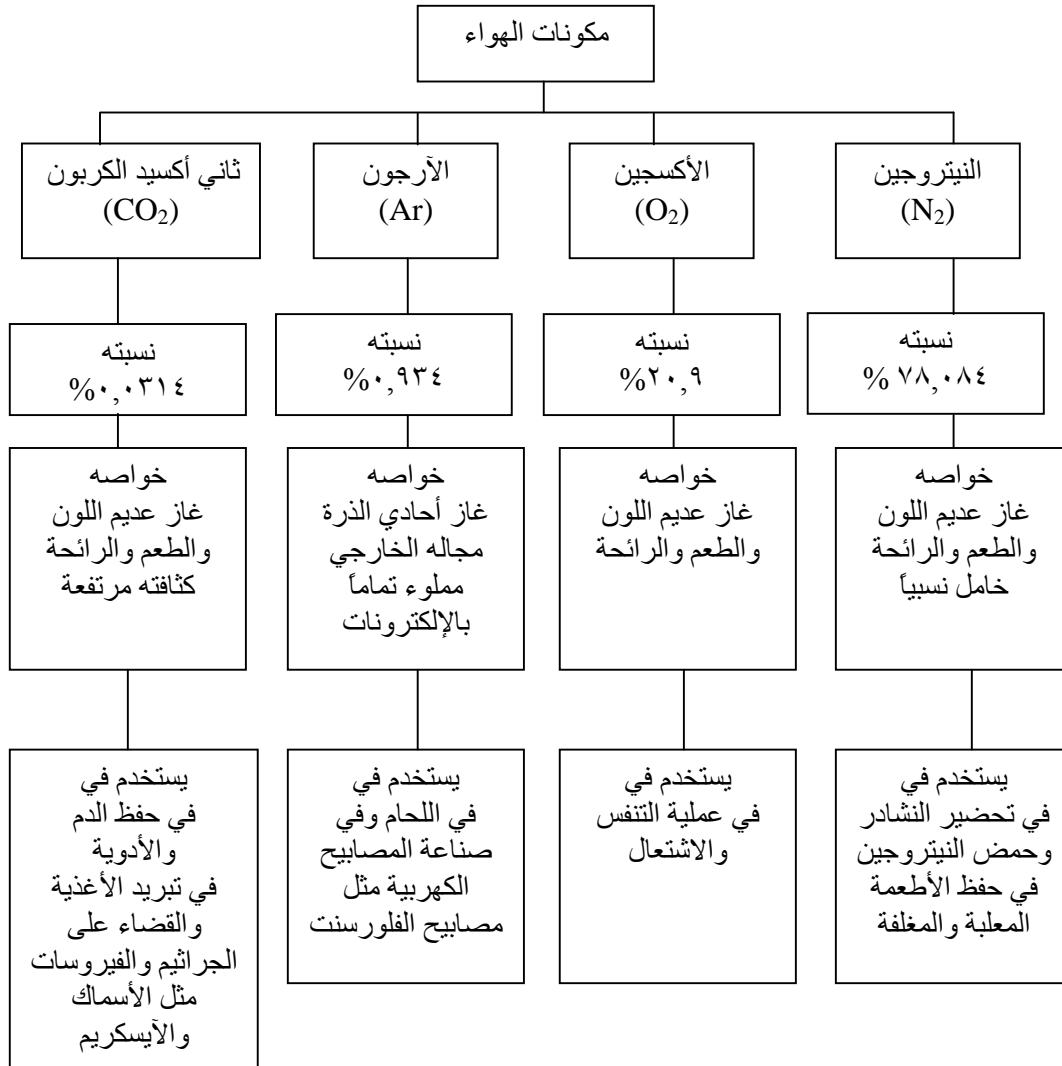 مكونات الهواء
النيتروجين
(N₂)
الأكسجين
(O₂)
الآرجون
(Ar)
ثاني أكسيد الكربون
(CO₂)
نسبته
٧٨,٠٨٤ %
نسبته
٢٠,٩%
نسبته
٠,٩٣٤%
نسبته
٠,٠٣١٤%
خواصه
غاز عديم اللون
والطعم والرائحة
خامل نسبياً
خواصه
غاز عديم اللون
والطعم والرائحة
خواصه
غاز أحادي الذرة
مجاله الخارجي
مملوء تماماً
بالإلكترونات
خواصه
غاز عديم اللون
والطعم والرائحة
كثافته مرتفعة
يستخدم في
في تحضير النشادر
وحمض النيتروجين
في حفظ الأطعمة
المعلبة والمغلفة
يستخدم في
في عملية التنفس
والاشتعال
يستخدم في
في اللحام وفي
صناعة المصابيح
الكهربية مثل
مصابيح الفلورسنت
يستخدم في
في حفظ الدم
والأدوية
في تبريد الأغذية
والقضاء على
الجراثيم والفيروسات
مثل الأسماك
والآيسكريم